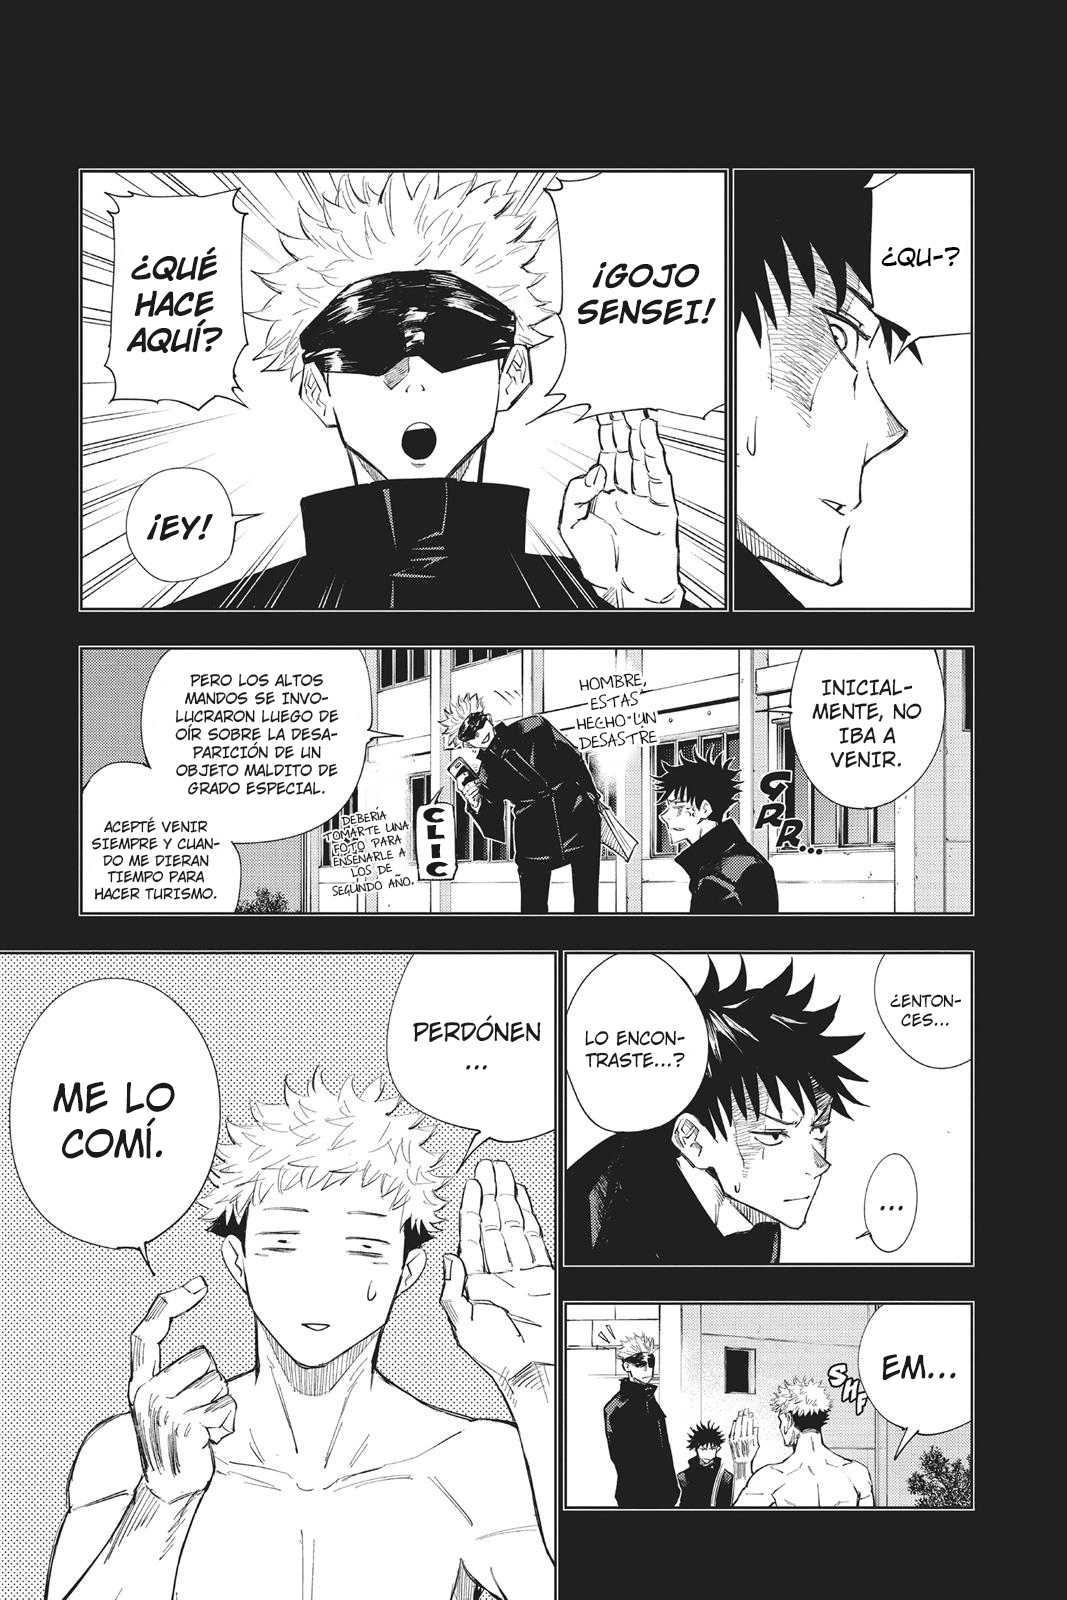 ¿QU-?
¡GOJO
SENSEI!
¿QUÉ
HACE
AQUÍ?
¡EY!
INICIAL-
MENTE, NO
IBA A
VENIR.
GRR...
HOMBRE,
ESTAS
HECHO UN
DESASTRE
PERO LOS ALTOS
MANDOS SE INVO-
LUCRARON LUEGO DE
OÍR SOBRE LA DESA-
PARICIÓN DE UN
OBJETO MALDITO DE
GRADO ESPECIAL.
CLIC
DEBERÍA
TOMARTE UNA
FOTO PARA
ENSEÑARLE A
LOS DE
SEGUNDO AÑO.
ACEPTÉ VENIR
SIEMPRE Y CUAN-
DO ME DIERAN
TIEMPO PARA
HACER TURISMO.
¿ENTON-
CES...
LO ENCON-
TRASTE...?
...
EM...
SHF
PERDÓNEN
...
ME LO
COMÍ.